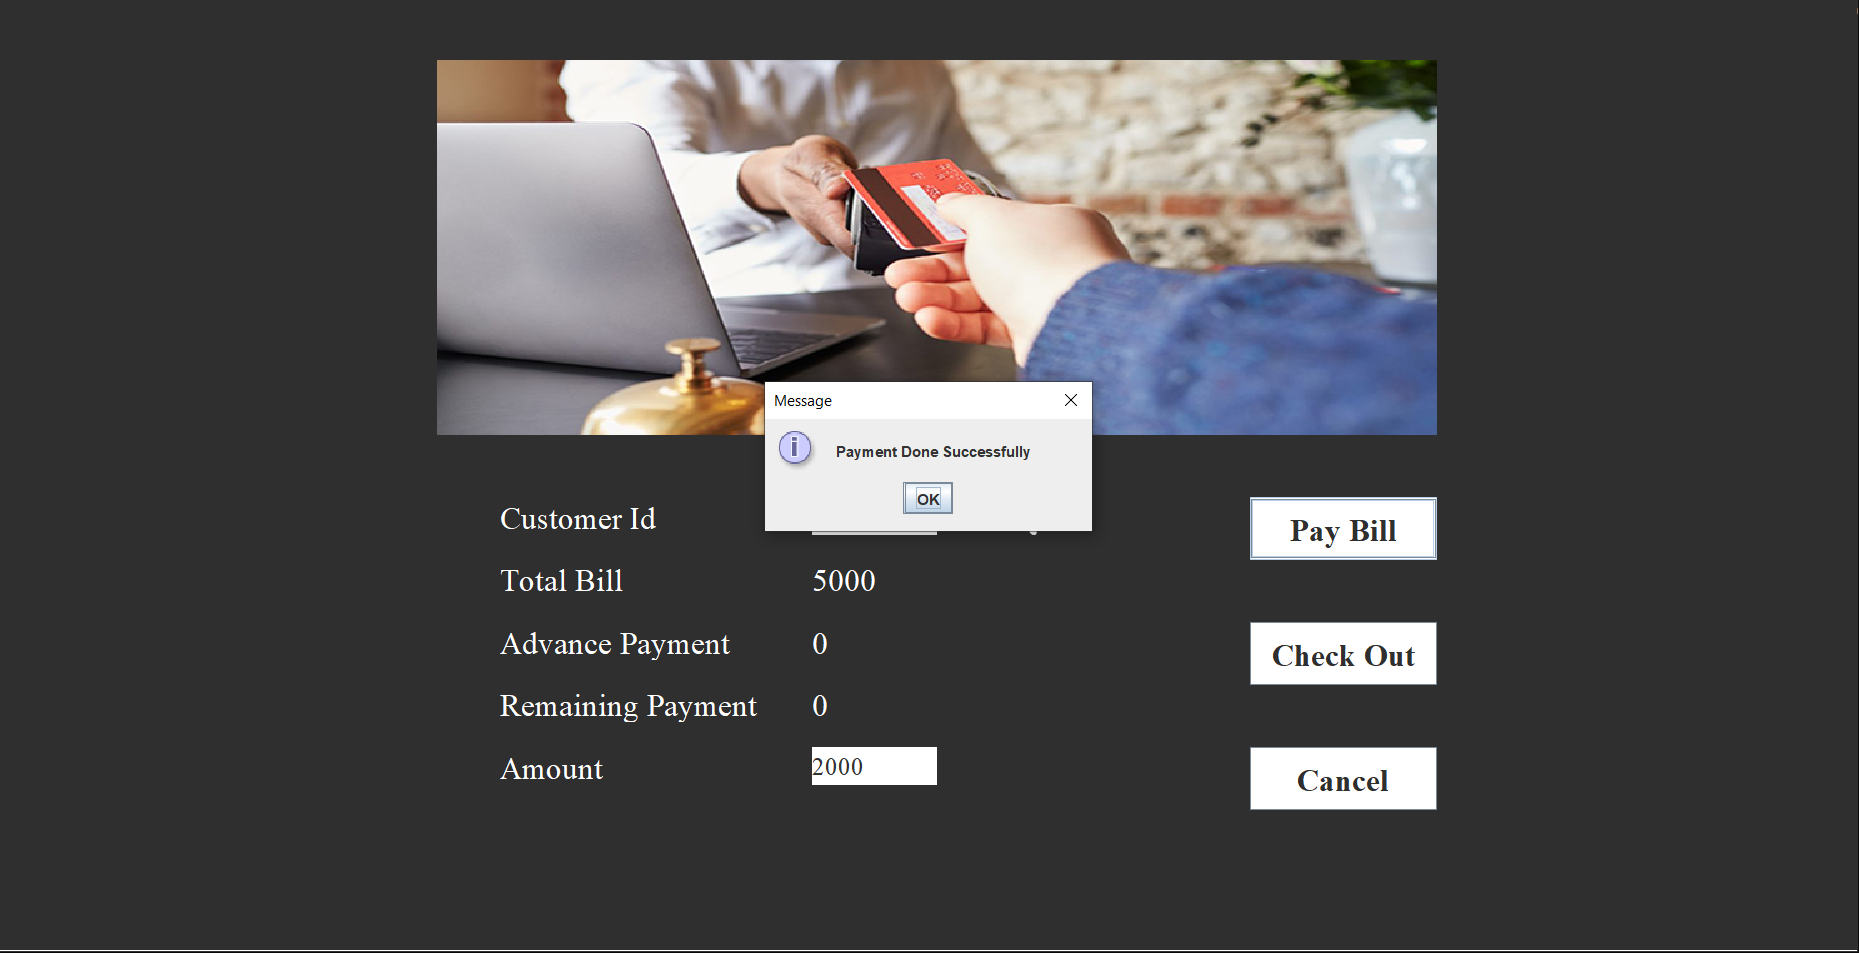 Message
Payment Done Successfully
OK
Customer Id
Pay Bill
Total Bill 5000
Advance Payment 0
Check Out
Remaining Payment 0
Amount 2000
Cancel